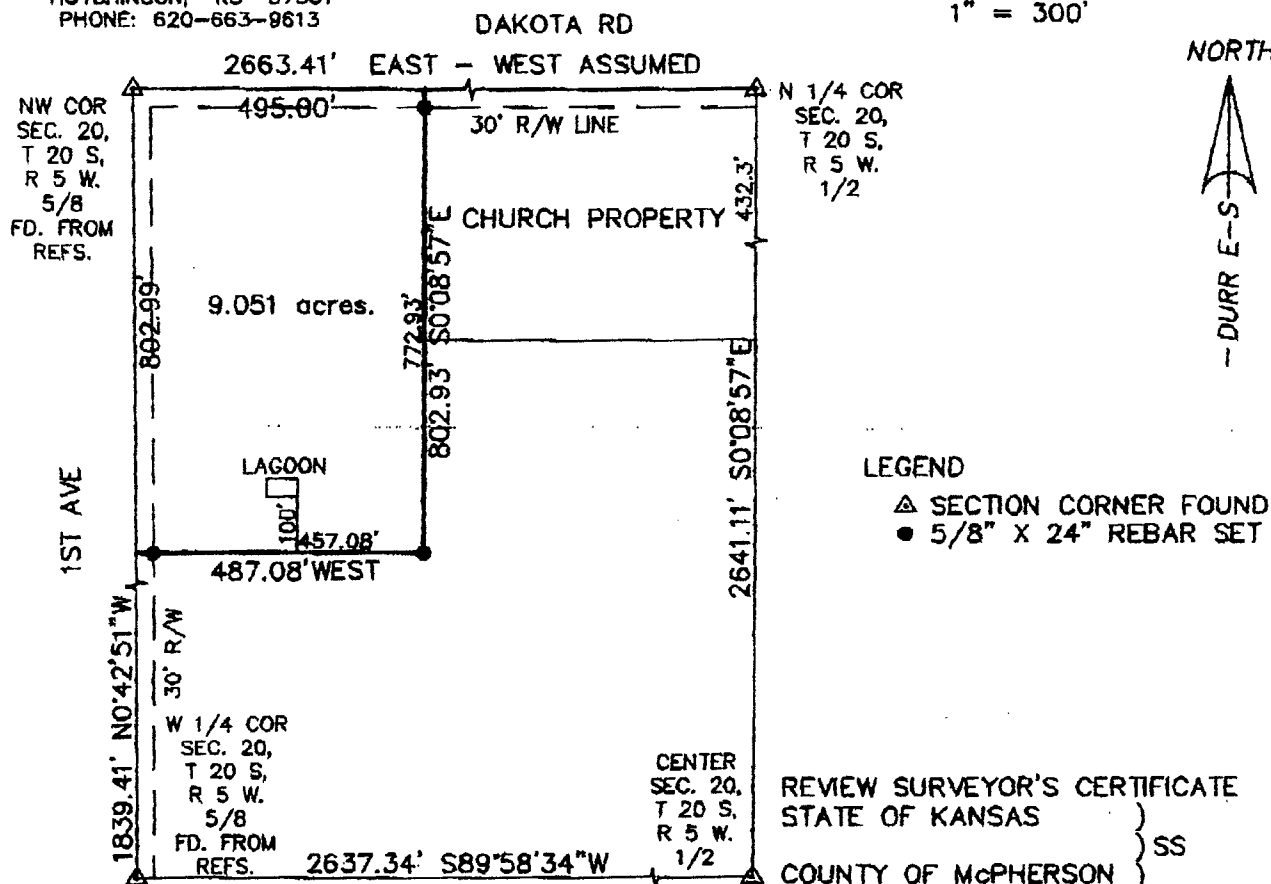 PHONE: 620-663-9613
1" = 300'
DAKOTA RD
2663.41' EAST - WEST ASSUMED
NORTH
NW COR
SEC. 20,
T 20 S,
R 5 W.
5/8
FD. FROM
REFS.
495.00'
30' R/W LINE
N 1/4 COR
SEC. 20,
T 20 S,
R 5 W.
1/2
432.3'
CHURCH PROPERTY
-DURR E-S-
802.99'
9.051 acres.
772.93'
802.93' S0°08'57"E
2641.11' S0°08'57"E
LEGEND
SECTION CORNER FOUND
5/8" X 24" REBAR SET
LAGOON
100'
457.08'
487.08' WEST
1ST AVE
1839.41' N0°42'51"W
30' R/W
W 1/4 COR
SEC. 20,
T 20 S,
R 5 W.
5/8
FD. FROM
REFS.
2637.34' S89°58'34"W
CENTER
SEC. 20,
T 20 S,
R 5 W.
1/2
REVIEW SURVEYOR'S CERTIFICATE
STATE OF KANSAS )
) SS
COUNTY OF McPHERSON )